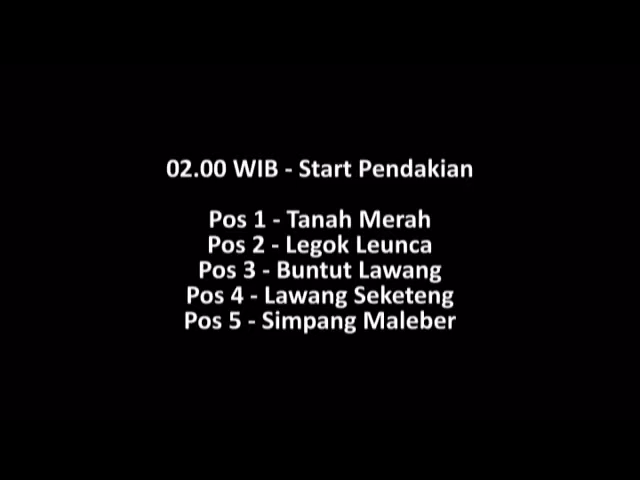 02.00 WIB - Start Pendakian
Pos 1 - Tanah Merah
Pos 2 - Legok Leunca
Pos 3 - Buntut Lawang
Pos 4 - Lawang Seketeng
Pos 5 - Simpang Maleber